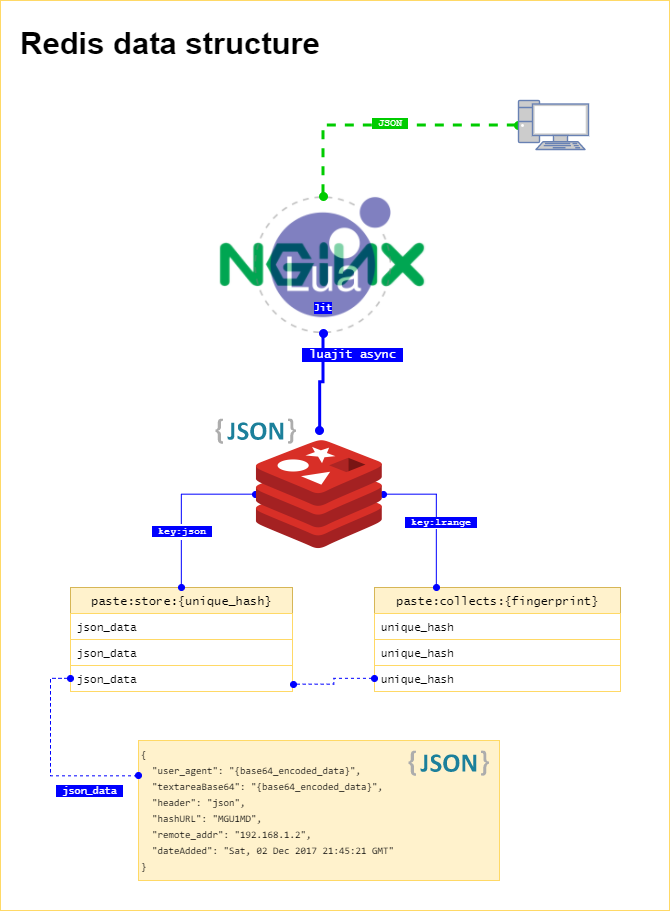 Redis data structure
JSON
NGINX
Lua
Jit
luajit async
{JSON}
key:json
key:lrange
paste:store:{unique_hash}
json_data
json_data
json_data
paste:collects:{fingerprint}
unique_hash
unique_hash
unique_hash
json_data
{JSON}
{
"user_agent": "{base64_encoded_data}",
"textareaBase64": "{base64_encoded_data}",
"header": "json",
"hashURL": "MGU1MD",
"remote_addr": "192.168.1.2",
"dateAdded": "Sat, 02 Dec 2017 21:45:21 GMT"
}